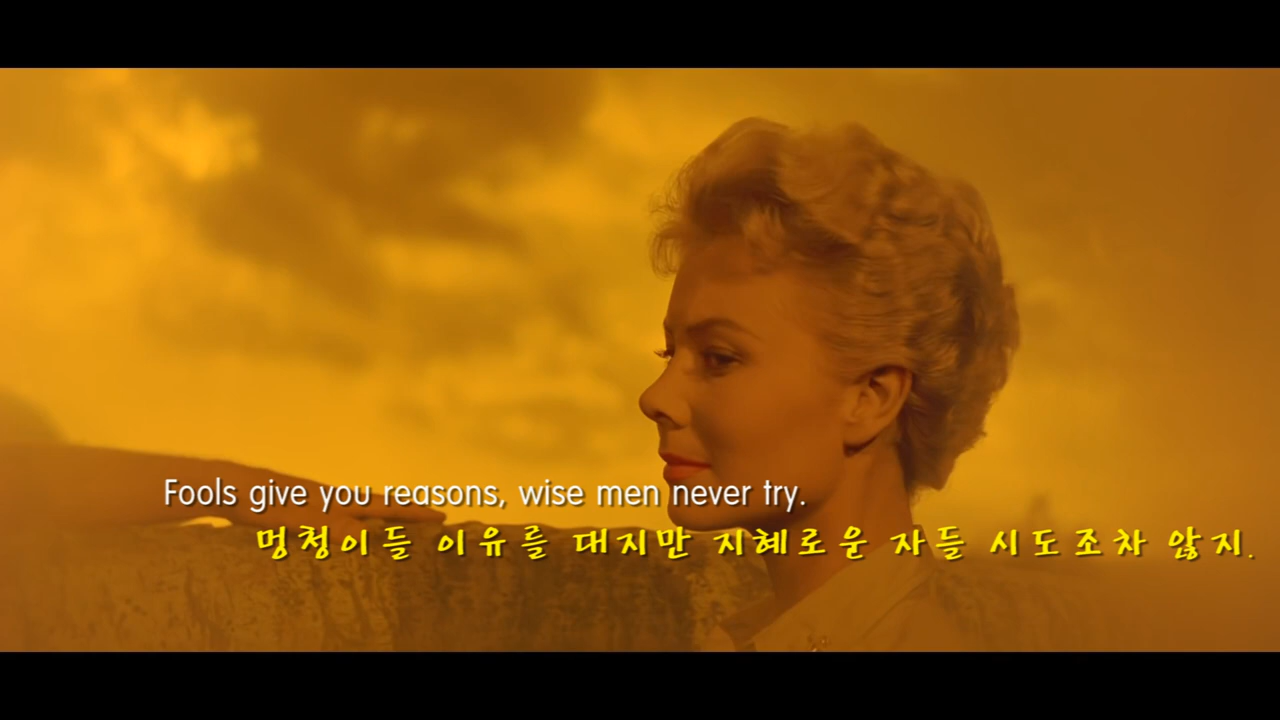 Fools give you reasons, wise men never try.
멍청이들 이유를 대지만 지혜로운 자들 시도조차 않지.